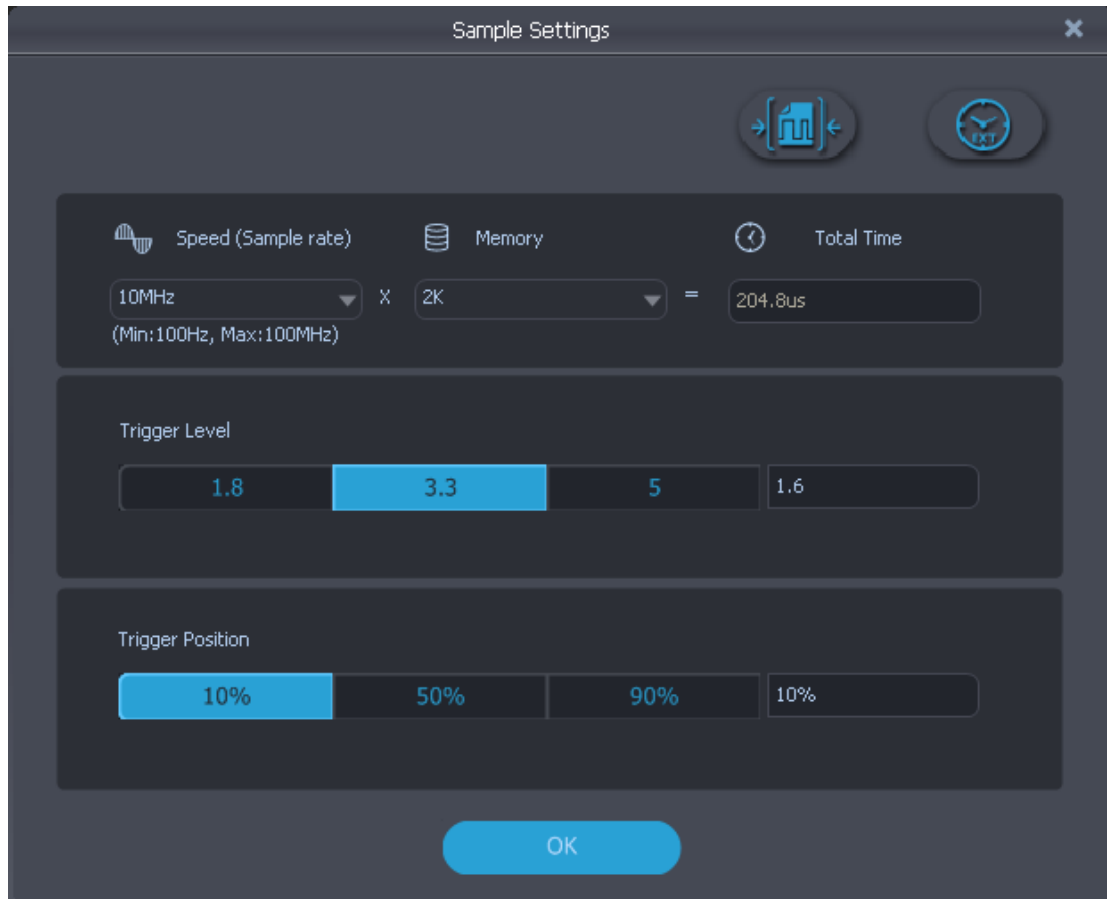 Sample Settings
EXT
Speed (Sample rate) Memory Total Time
10MHz X 2K = 204.8us
(Min:100Hz, Max:100MHz)
Trigger Level
1.8 3.3 5 1.6
Trigger Position
10% 50% 90% 10%
OK